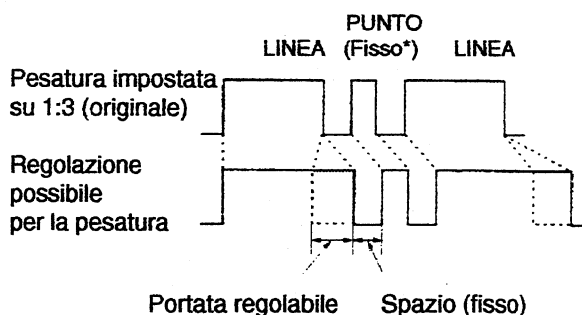 PUNTO
LINEA (Fisso*) LINEA
Pesatura impostata
su 1:3 (originale)
Regolazione
possibile
per la pesatura
Portata regolabile Spazio (fisso)